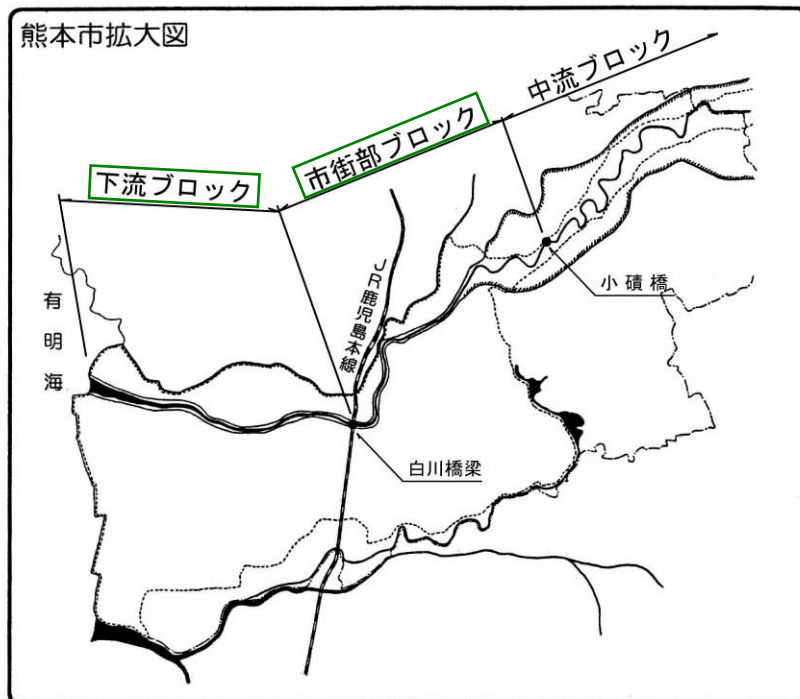 熊本市拡大図
中流ブロック
市街部ブロック
下流ブロック
JR鹿児島本線
有明海
小磧橋
白川橋梁